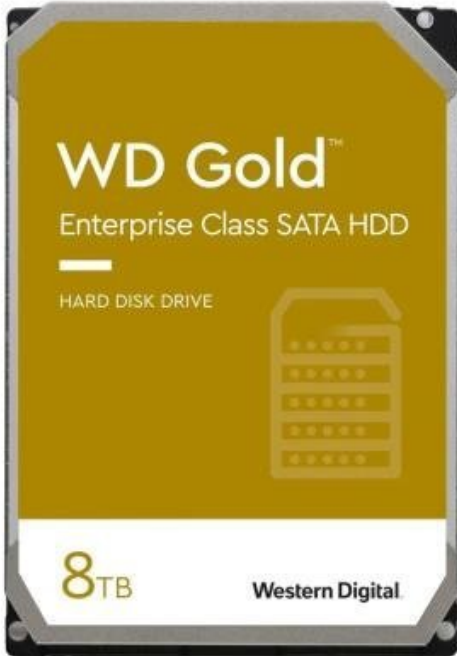 WD Gold™
Enterprise Class SATA HDD
HARD DISK DRIVE
8TB
Western Digital